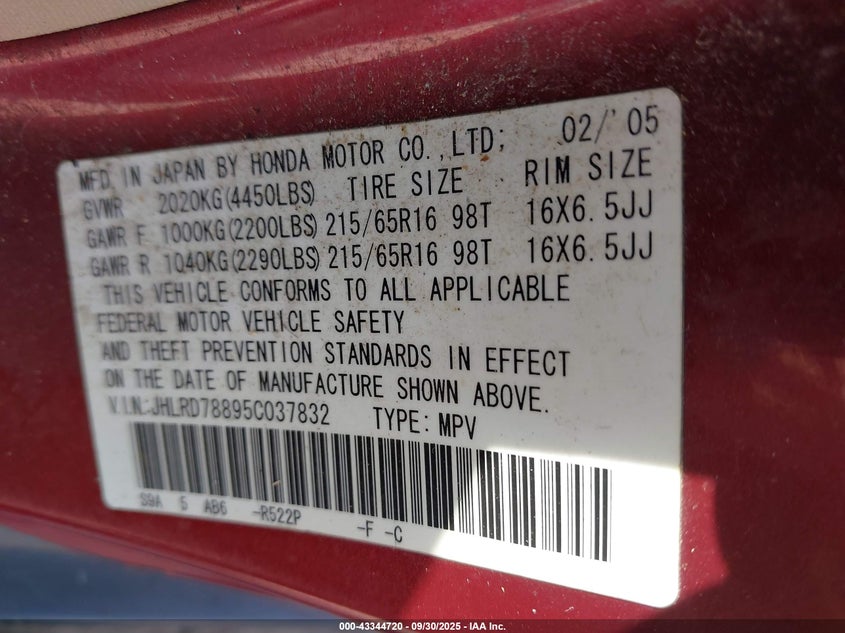 MFD. IN JAPAN BY HONDA MOTOR CO.,LTD; 02/'05
GVWR 2020KG(4450LBS) TIRE SIZE RIM SIZE
GAWR F 1000KG(2200LBS) 215/65R16 98T 16X6.5JJ
GAWR R 1040KG(2290LBS) 215/65R16 98T 16X6.5JJ
THIS VEHICLE CONFORMS TO ALL APPLICABLE
FEDERAL MOTOR VEHICLE SAFETY
AND THEFT PREVENTION STANDARDS IN EFFECT
ON THE DATE OF MANUFACTURE SHOWN ABOVE.
V.I.N.:JHLRD78895C037832 TYPE: MPV
S9A 5 AB6 -R522P -F -C
000-43344720 | 09/30/2025 - IAA Inc.